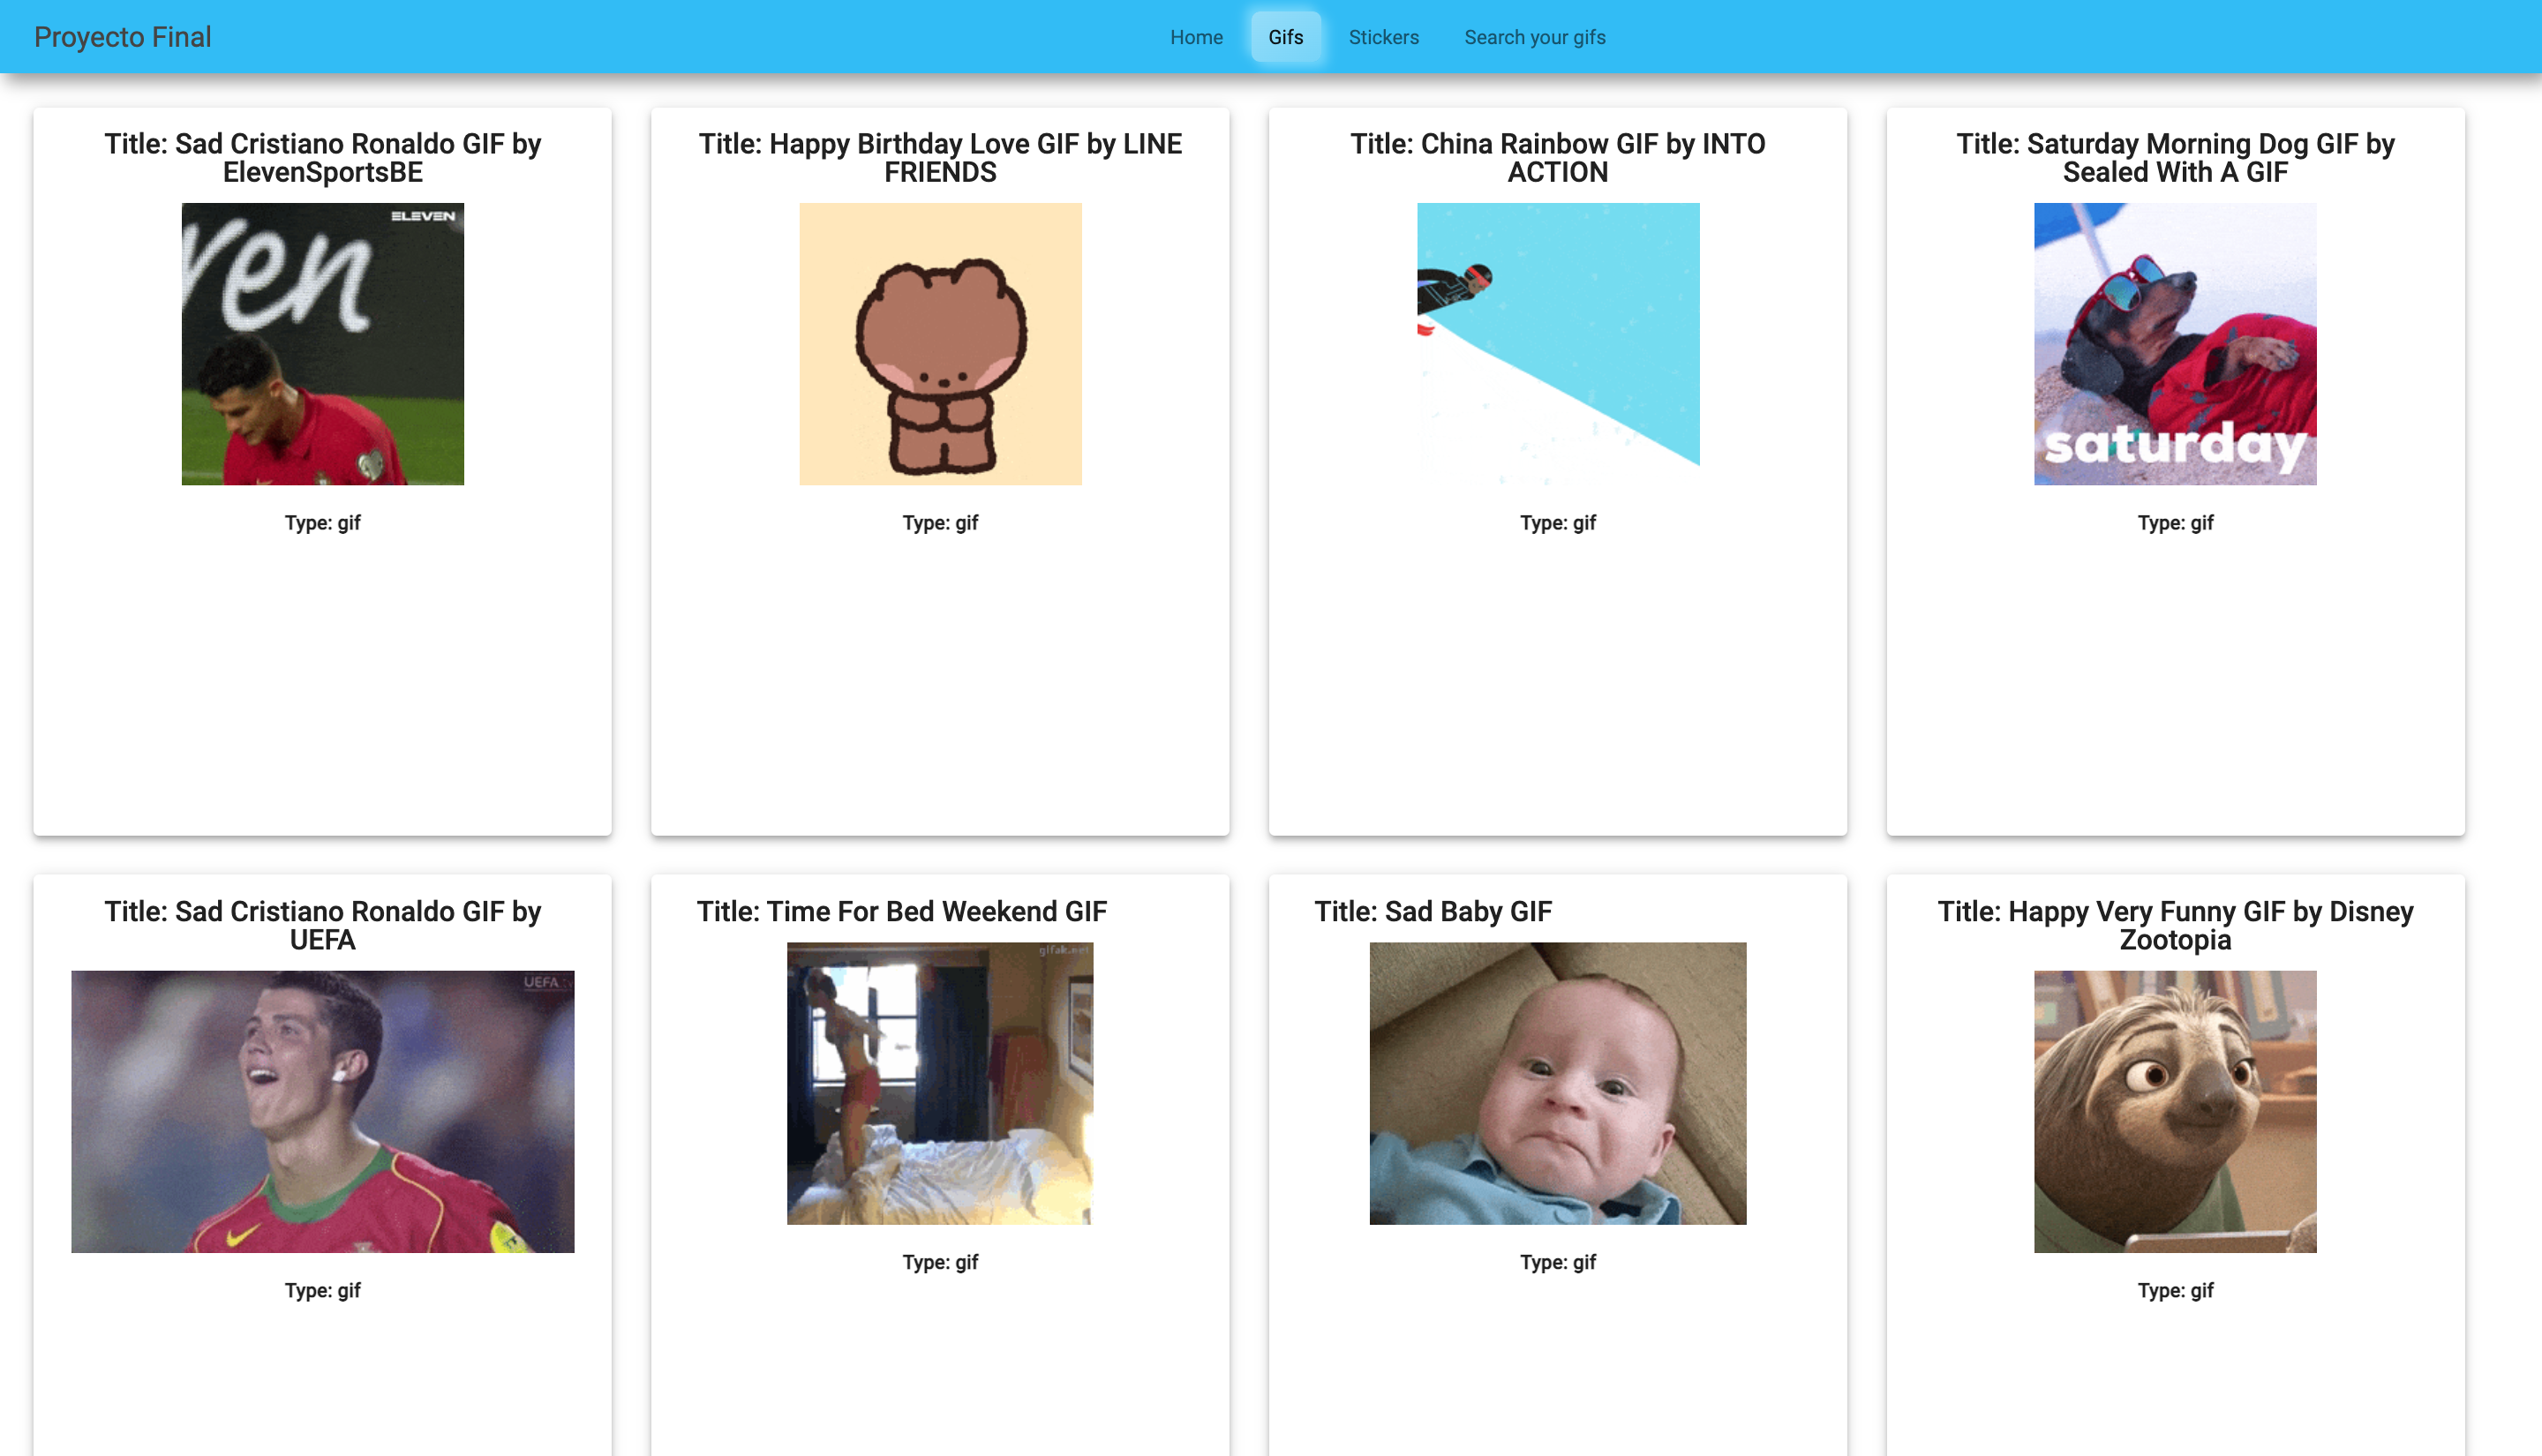 Proyecto Final
Home
Gifs
Stickers
Search your gifs
Title: Sad Cristiano Ronaldo GIF by
ElevenSportsBE
ELEVEN
ven
Type: gif
Title: Happy Birthday Love GIF by LINE
FRIENDS
Type: gif
Title: China Rainbow GIF by INTO
ACTION
Type: gif
Title: Saturday Morning Dog GIF by
Sealed With A GIF
saturday
Type: gif
Title: Sad Cristiano Ronaldo GIF by
UEFA
UEFA
Type: gif
Title: Time For Bed Weekend GIF
gifak.net
Type: gif
Title: Sad Baby GIF
Type: gif
Title: Happy Very Funny GIF by Disney
Zootopia
Type: gif